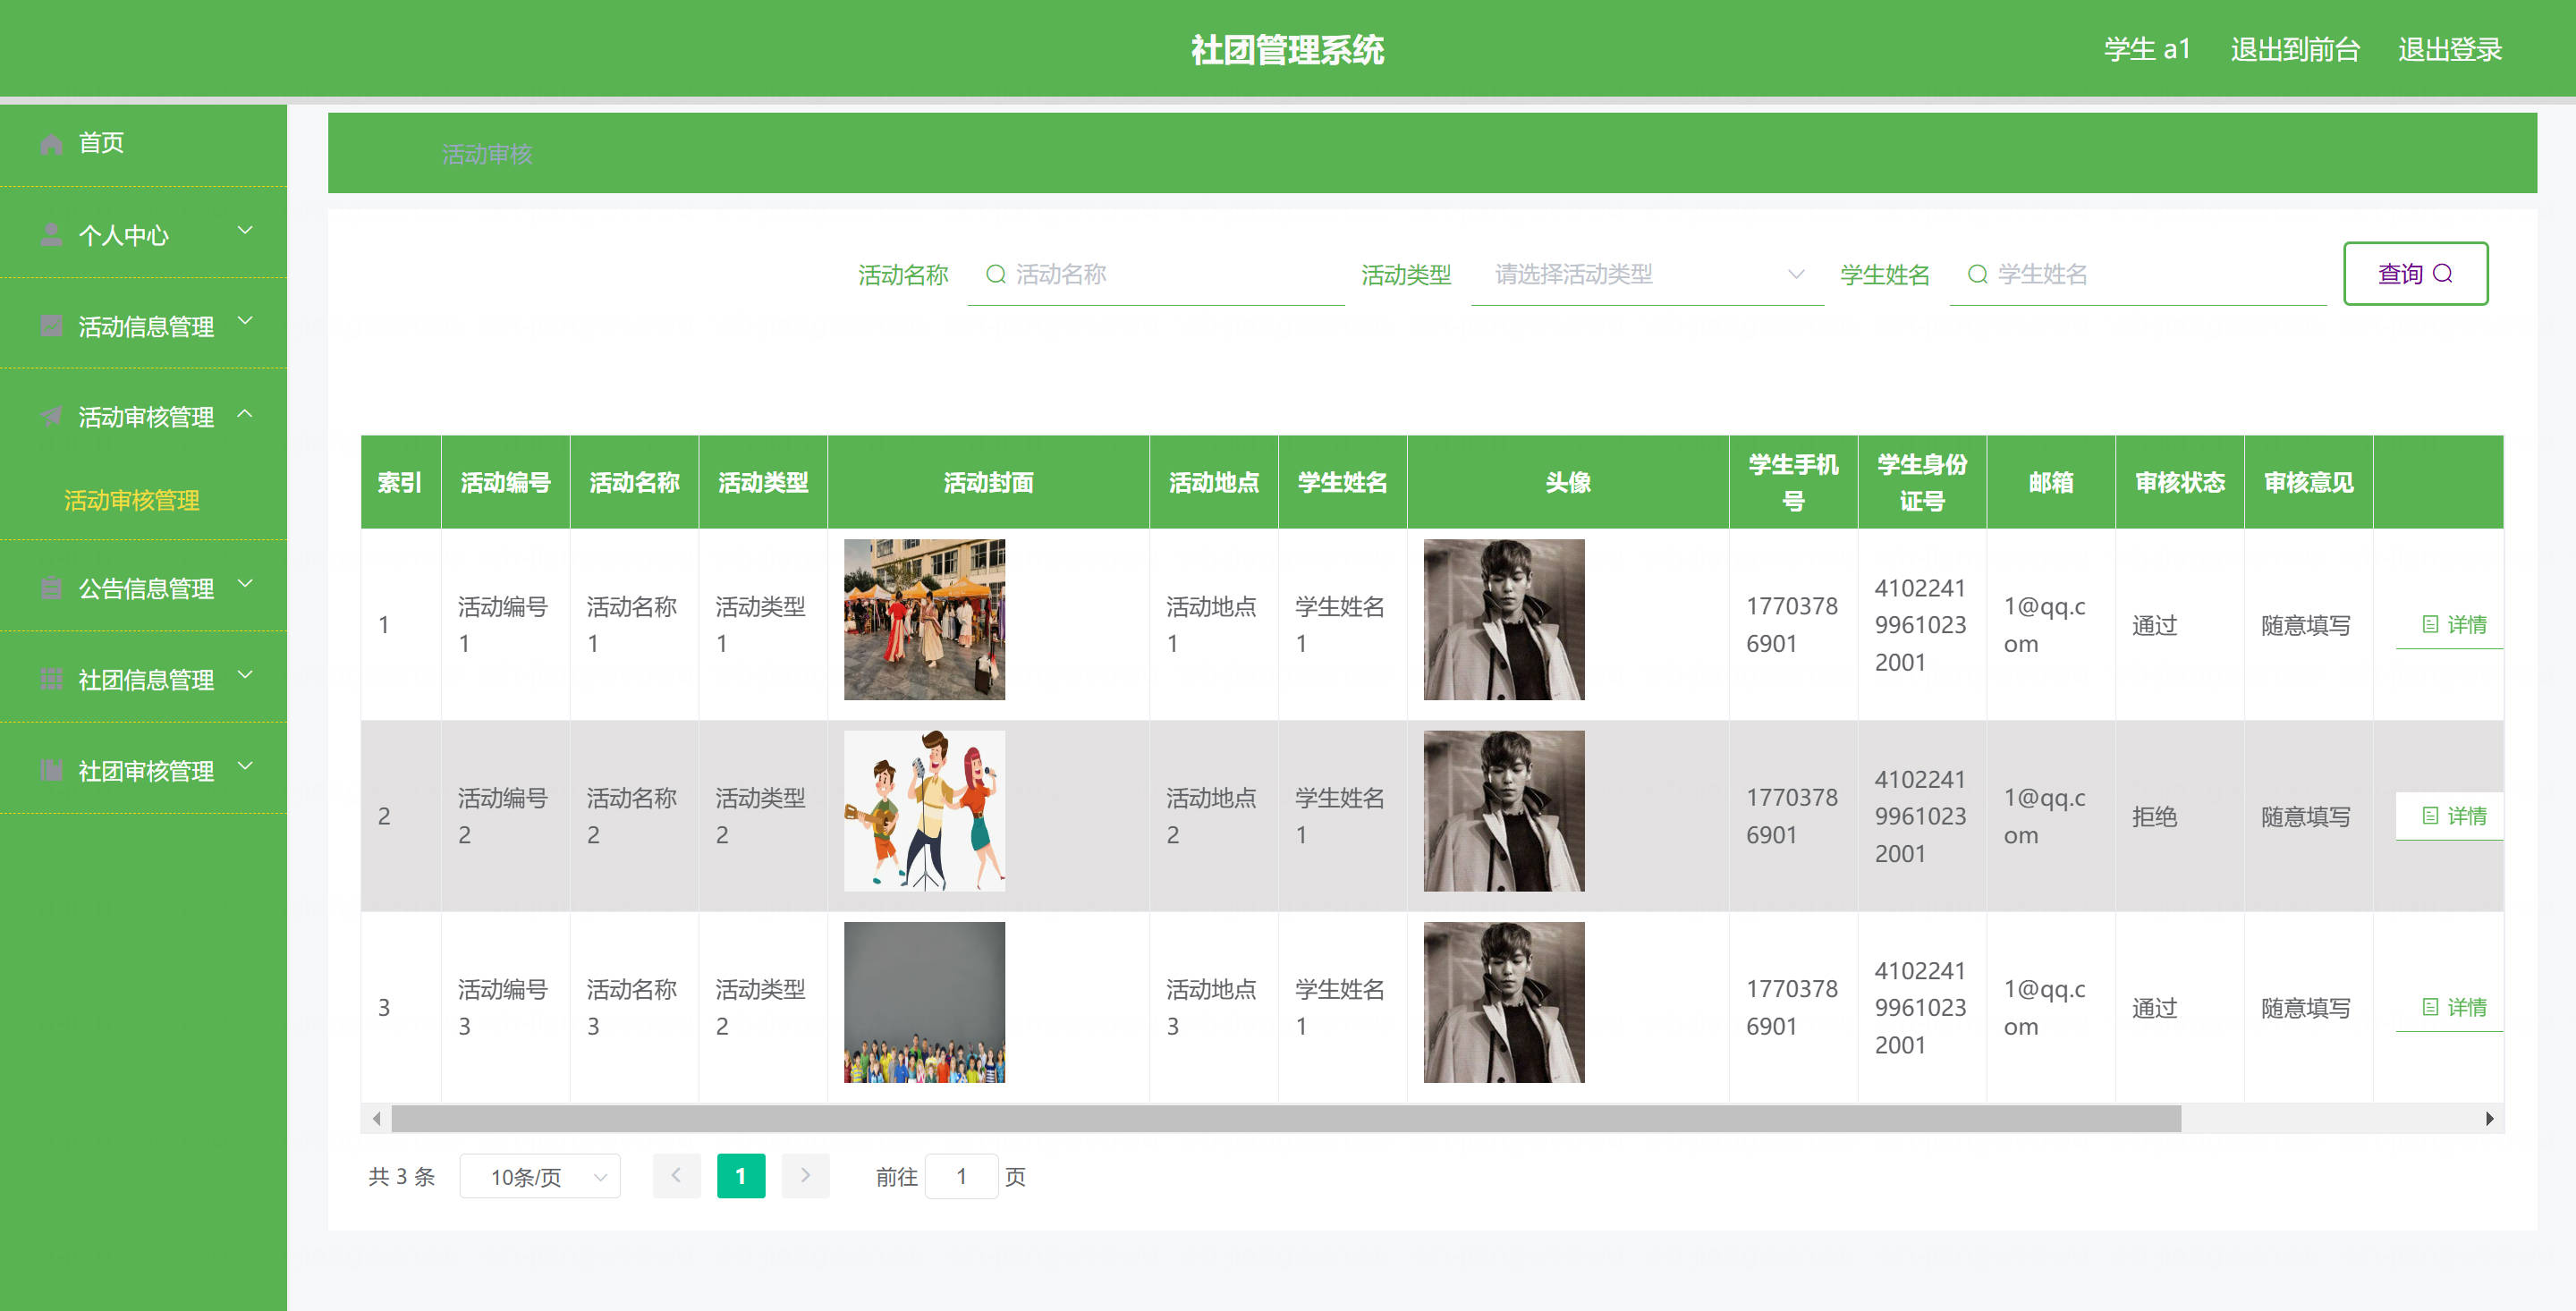 社团管理系统
学生 a1 退出到前台 退出登录
首页
个人中心
活动信息管理
活动审核管理
活动审核管理
公告信息管理
社团信息管理
社团审核管理
活动审核
活动名称 活动名称 活动类型 请选择活动类型 学生姓名 学生姓名 查询
索引 活动编号 活动名称 活动类型 活动封面 活动地点 学生姓名 头像 学生手机号 学生身份证号 邮箱 审核状态 审核意见
1 活动编号1 活动名称1 活动类型1 活动地点1 学生姓名1 17703786901 410224199610232001 1@qq.com 通过 随意填写 详情
2 活动编号2 活动名称2 活动类型2 活动地点2 学生姓名1 17703786901 410224199610232001 1@qq.com 拒绝 随意填写 详情
3 活动编号3 活动名称3 活动类型2 活动地点3 学生姓名1 17703786901 410224199610232001 1@qq.com 通过 随意填写 详情
共 3 条 10条/页 1 前往 1 页